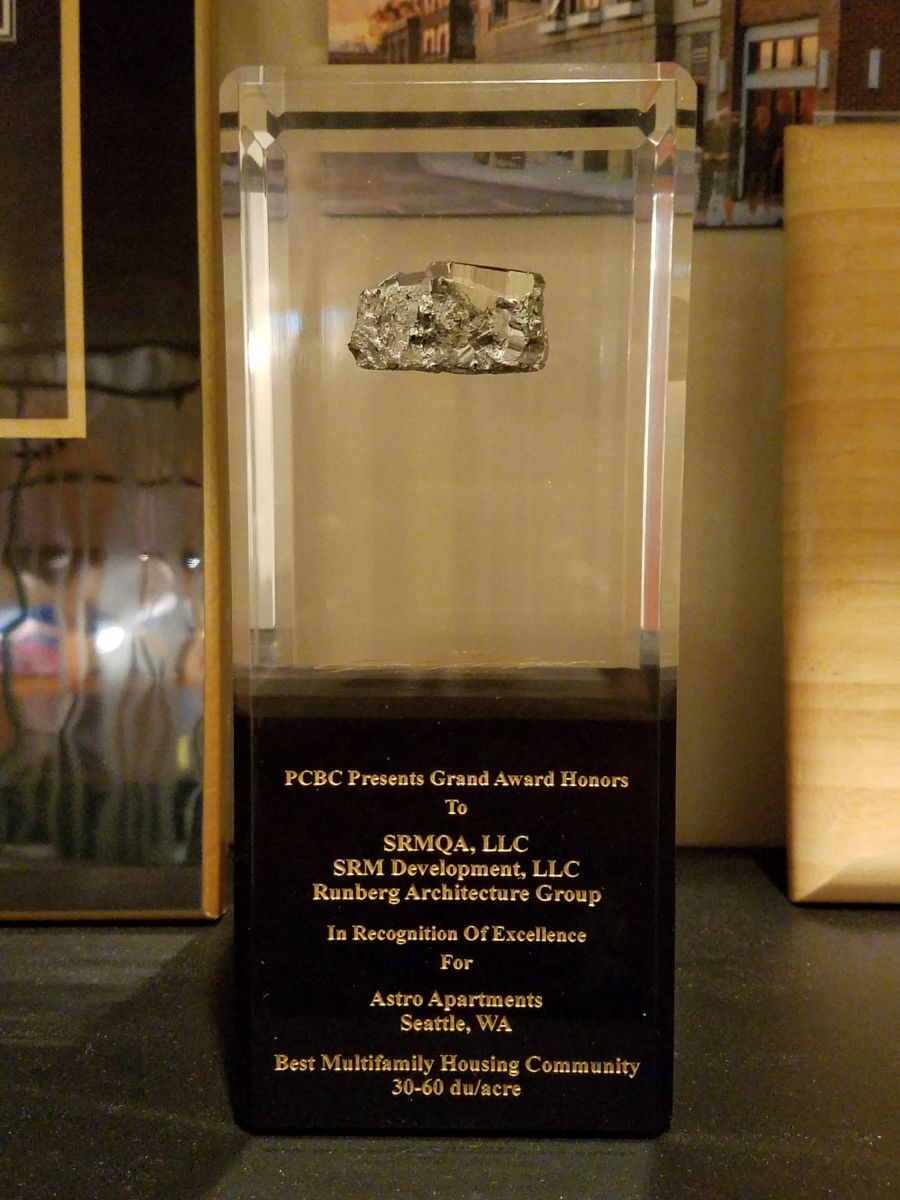 PCBC Presents Grand Award Honors
To
SRMQA, LLC
SRM Development, LLC
Runberg Architecture Group
In Recognition Of Excellence
For
Astro Apartments
Seattle, WA
Best Multifamily Housing Community
30-60 du/acre